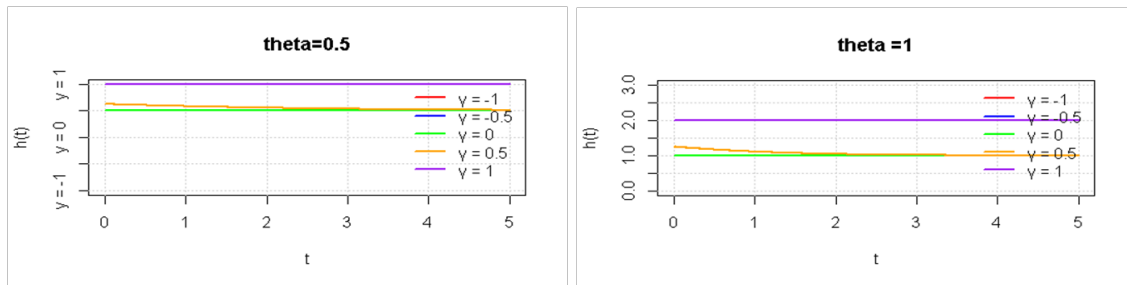 theta=0.5
y = 1
y = 0
y = -1
h(t)
γ = -1
γ = -0.5
γ = 0
γ = 0.5
γ = 1
0 1 2 3 4 5
t
theta =1
3.0
2.0
1.0
0.0
h(t)
γ = -1
γ = -0.5
γ = 0
γ = 0.5
γ = 1
0 1 2 3 4 5
t